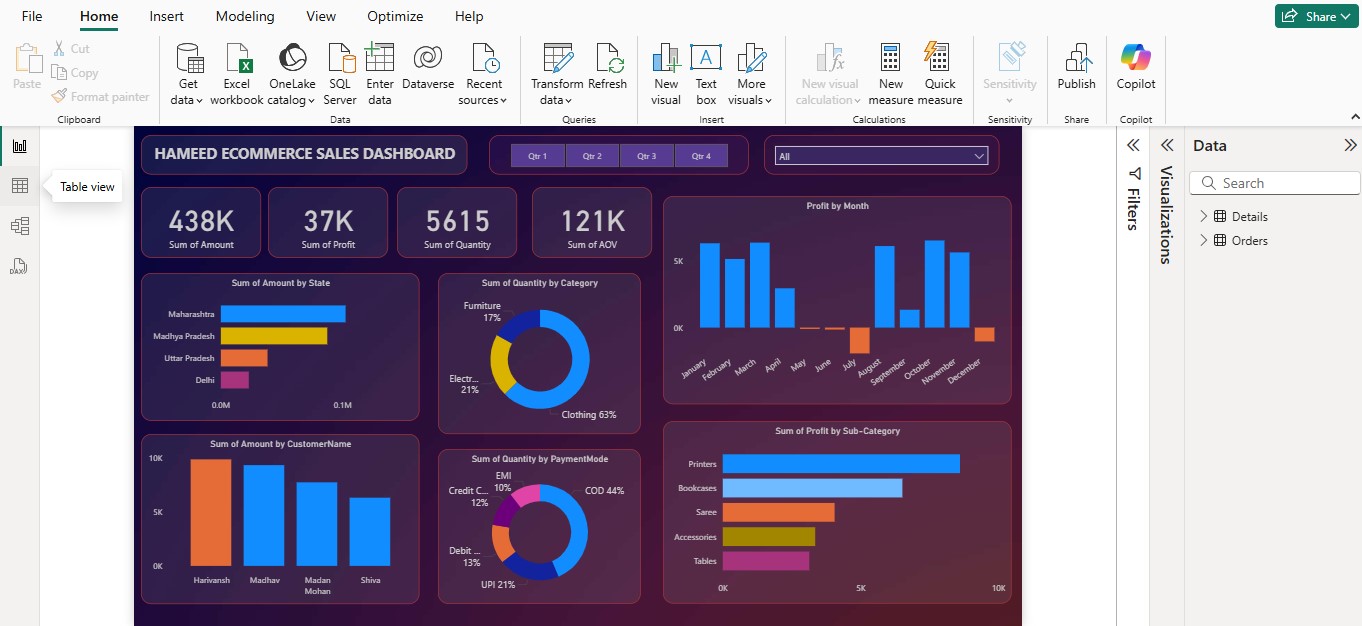 File Home Insert Modeling View Optimize Help Share
Paste
Cut
Copy
Format painter
Clipboard
Get data
Excel workbook
OneLake catalog
SQL Server
Enter data
Dataverse
Recent sources
Data
Transform data
Refresh
Queries
New visual
Text box
More visuals
Insert
New visual calculation
New measure
Quick measure
Calculations
Sensitivity
Sensitivity
Publish
Share
Copilot
Copilot
Table view
HAMEED ECOMMERCE SALES DASHBOARD
Qtr 1 Qtr 2 Qtr 3 Qtr 4
All
438K
Sum of Amount
37K
Sum of Profit
5615
Sum of Quantity
121K
Sum of AOV
Sum of Amount by State
Maharashtra
Madhya Pradesh
Uttar Pradesh
Delhi
0.0M 0.1M
Sum of Quantity by Category
Furniture
17%
Electr...
21%
Clothing 63%
Profit by Month
5K
0K
January February March April May June July August September October November December
Sum of Amount by CustomerName
10K
5K
0K
Harivansh Madhav Madan Mohan Shiva
Sum of Quantity by PaymentMode
EMI
10%
Credit C...
12%
COD 44%
Debit ...
13%
UPI 21%
Sum of Profit by Sub-Category
Printers
Bookcases
Saree
Accessories
Tables
0K 5K 10K
Filters
Visualizations
Data
Search
Details
Orders
DAX